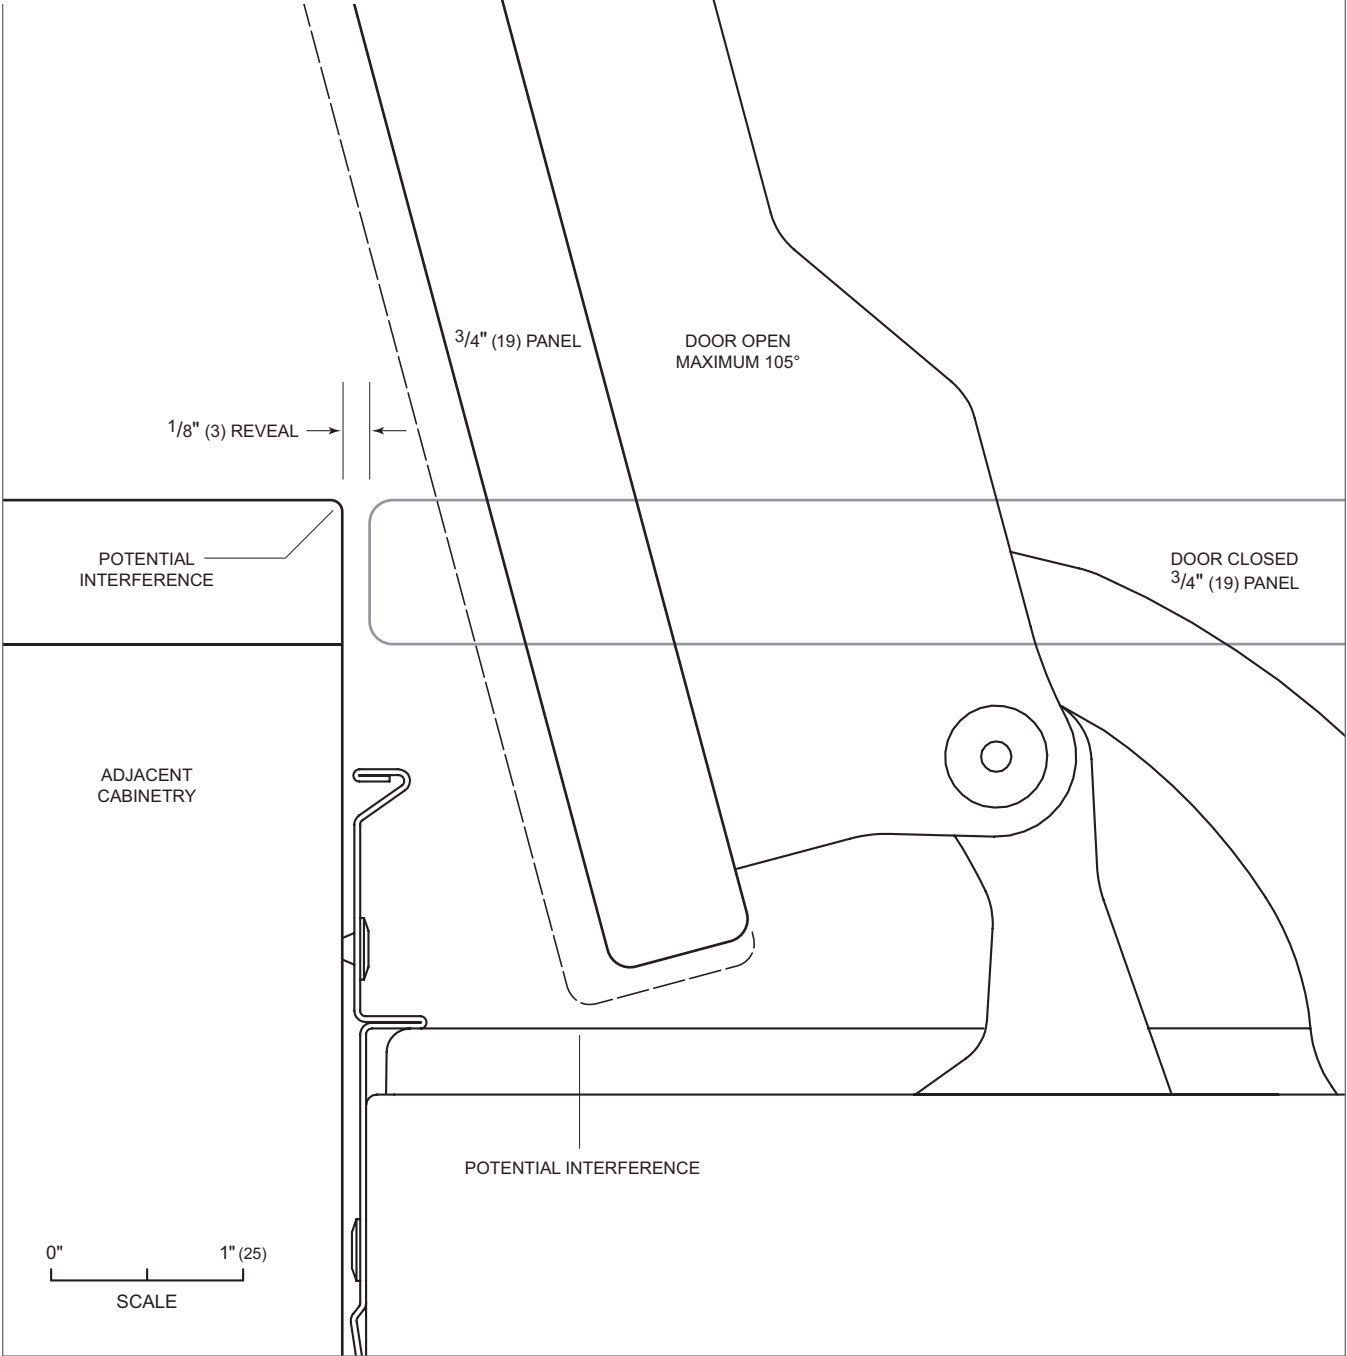 3/4" (19) PANEL
DOOR OPEN
MAXIMUM 105°
1/8" (3) REVEAL
POTENTIAL
INTERFERENCE
DOOR CLOSED
3/4" (19) PANEL
ADJACENT
CABINETRY
POTENTIAL INTERFERENCE
0" 1" (25)
SCALE